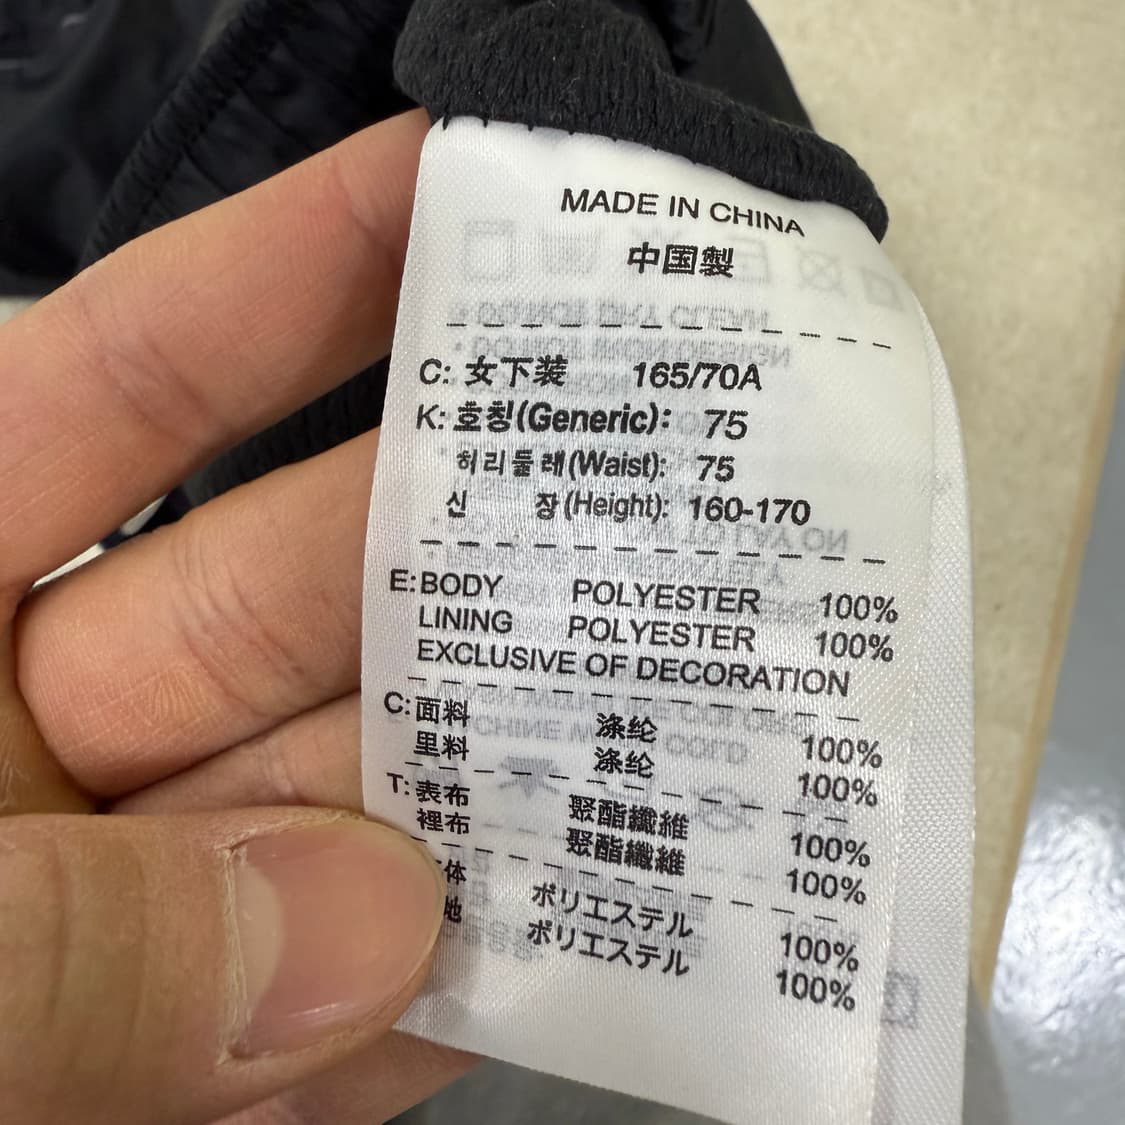 MADE IN CHINA
中国製
C: 女下装 165/70A
K: 호칭(Generic): 75
허리둘레(Waist): 75
신 장(Height): 160-170
E: BODY POLYESTER 100%
LINING POLYESTER 100%
EXCLUSIVE OF DECORATION
C: 面料 涤纶 100%
里料 涤纶 100%
T: 表布 聚酯纖維 100%
裡布 聚酯纖維 100%
体 ポリエステル 100%
地 ポリエステル 100%